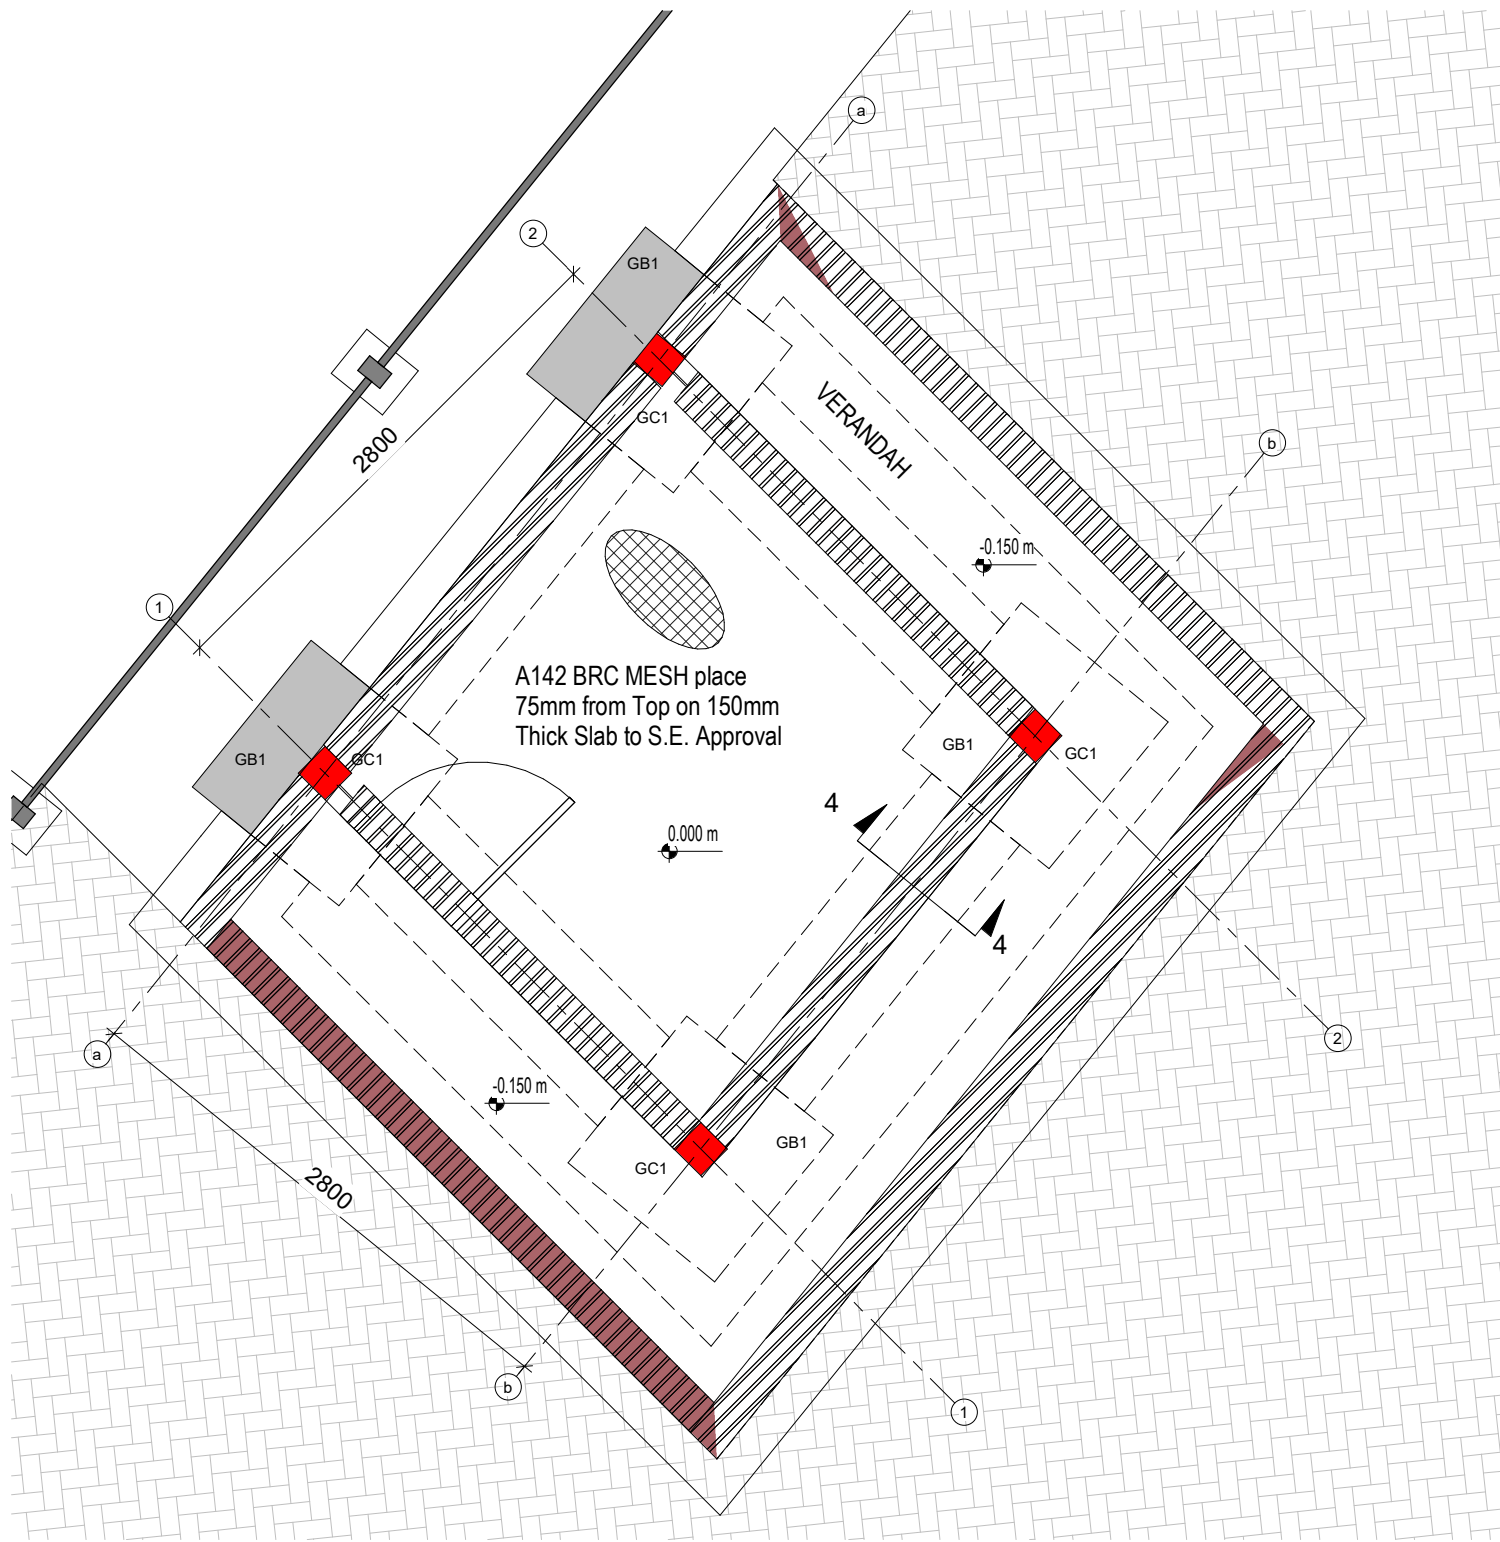 a
2
GB1
2800
GC1
VERANDAH
b
-0.150 m
1
A142 BRC MESH place
75mm from Top on 150mm
Thick Slab to S.E. Approval
GB1
GC1
GB1
GC1
4
0.000 m
4
a
2
-0.150 m
GB1
GC1
2800
b
1